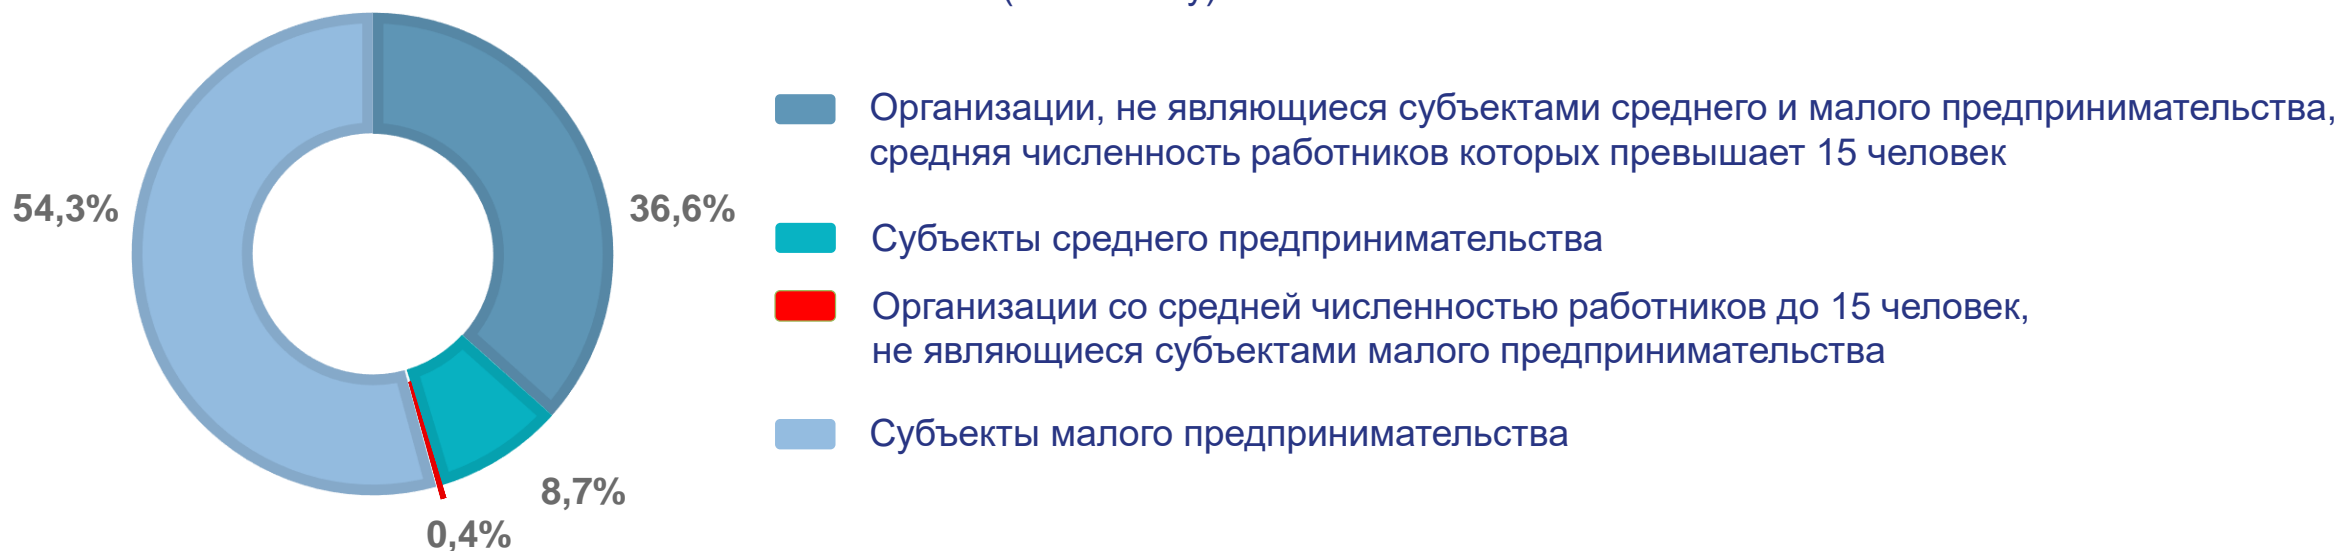 54,3%
36,6%
8,7%
0,4%
Организации, не являющиеся субъектами среднего и малого предпринимательства,
средняя численность работников которых превышает 15 человек
Субъекты среднего предпринимательства
Организации со средней численностью работников до 15 человек,
не являющиеся субъектами малого предпринимательства
Субъекты малого предпринимательства